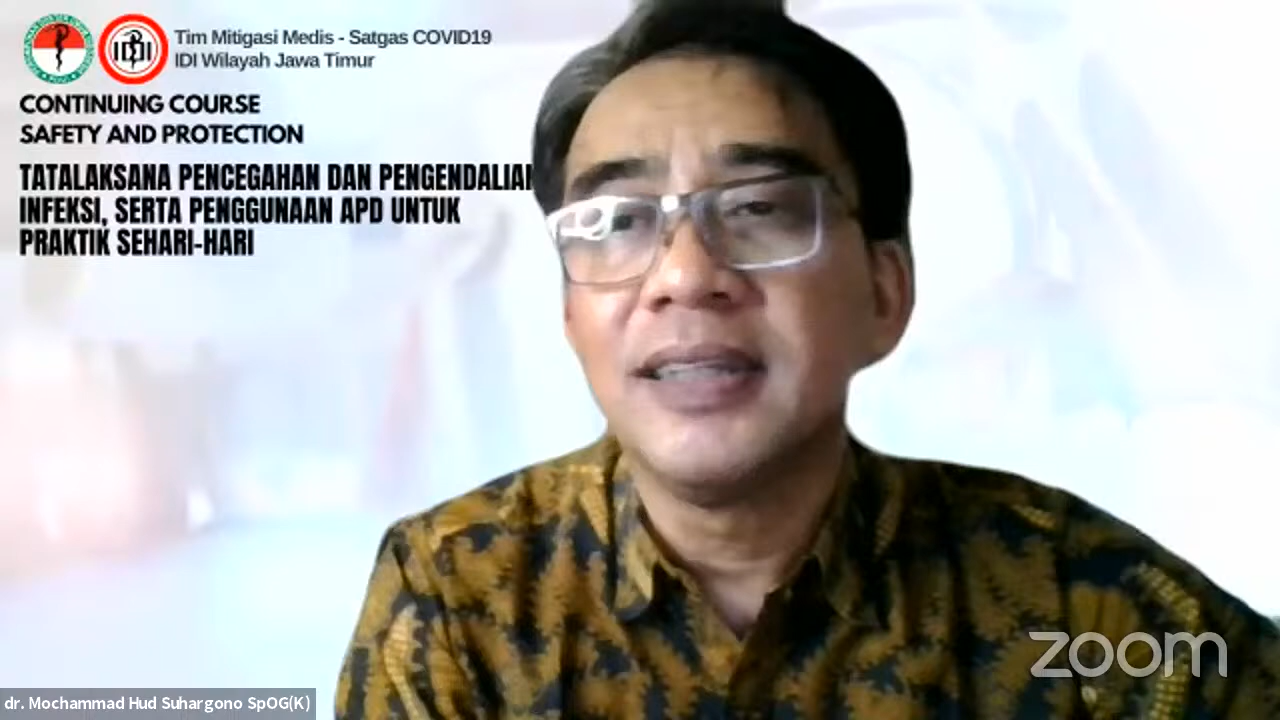 Tim Mitigasi Medis - Satgas COVID19
IDI Wilayah Jawa Timur
IDI
CONTINUING COURSE
SAFETY AND PROTECTION
TATALAKSANA PENCEGAHAN DAN PENGENDALIAN
INFEKSI, SERTA PENGGUNAAN APD UNTUK
PRAKTIK SEHARI-HARI
zoom
dr. Mochammad Hud Suhargono SpOG(K)